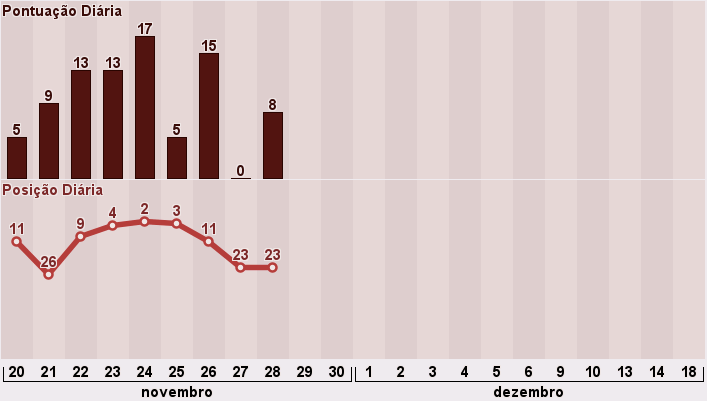 Pontuação Diária
5 9 13 13 17 5 15 0 8
Posição Diária
11 26 9 4 2 3 11 23 23
20 21 22 23 24 25 26 27 28 29 30 1 2 3 4 5 6 9 10 13 14 18
novembro dezembro